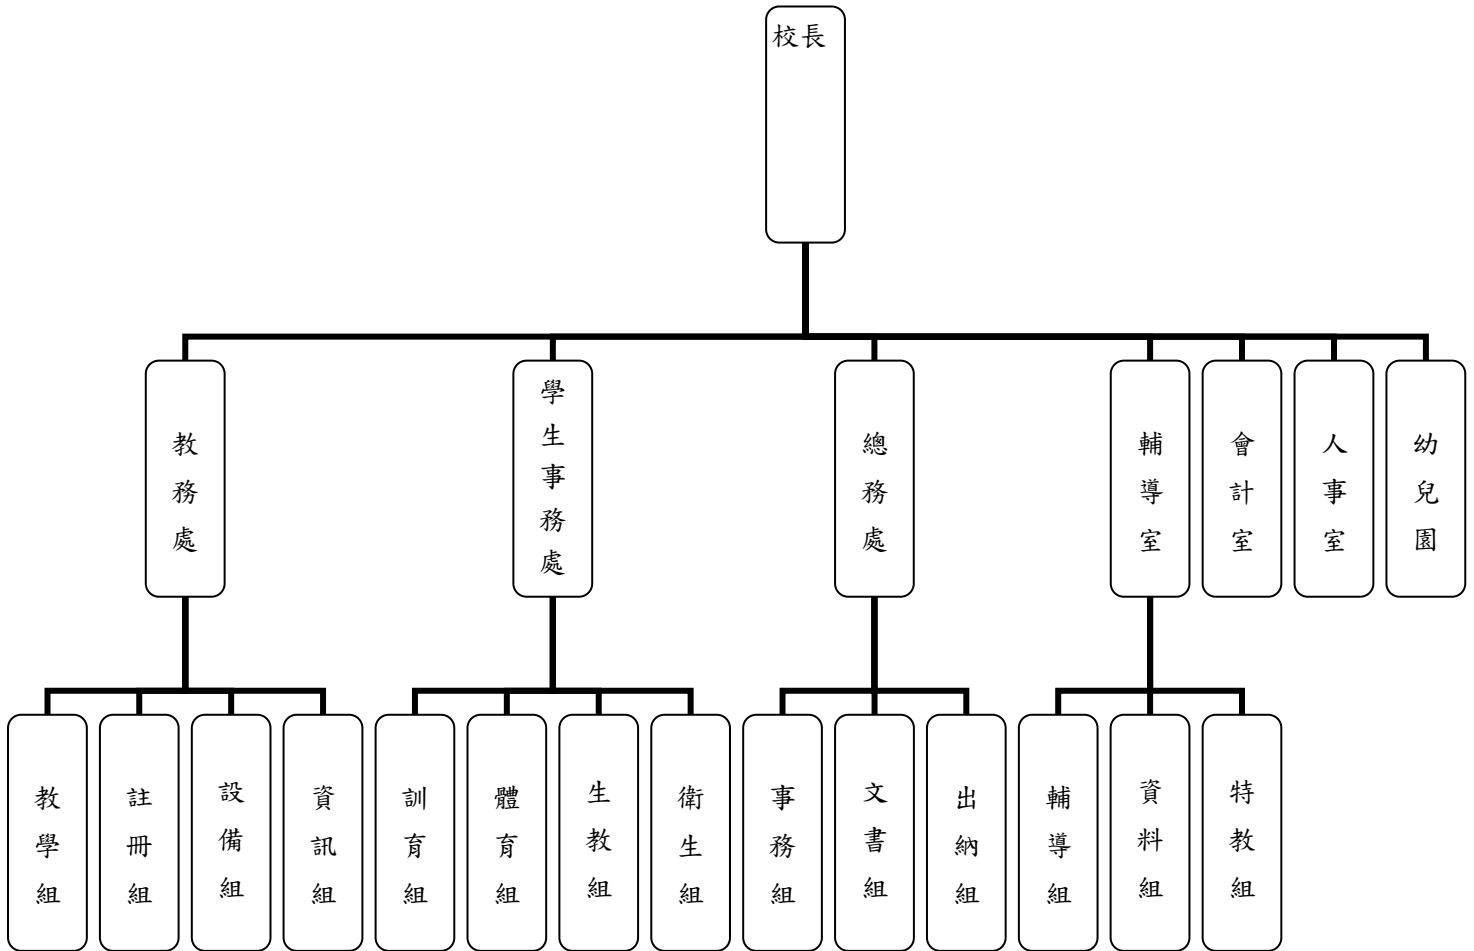 校長
教務處
學生事務處
總務處
輔導室
會計室
人事室
幼兒園
教學組
註冊組
設備組
資訊組
訓育組
體育組
生教組
衛生組
事務組
文書組
出納組
輔導組
資料組
特教組